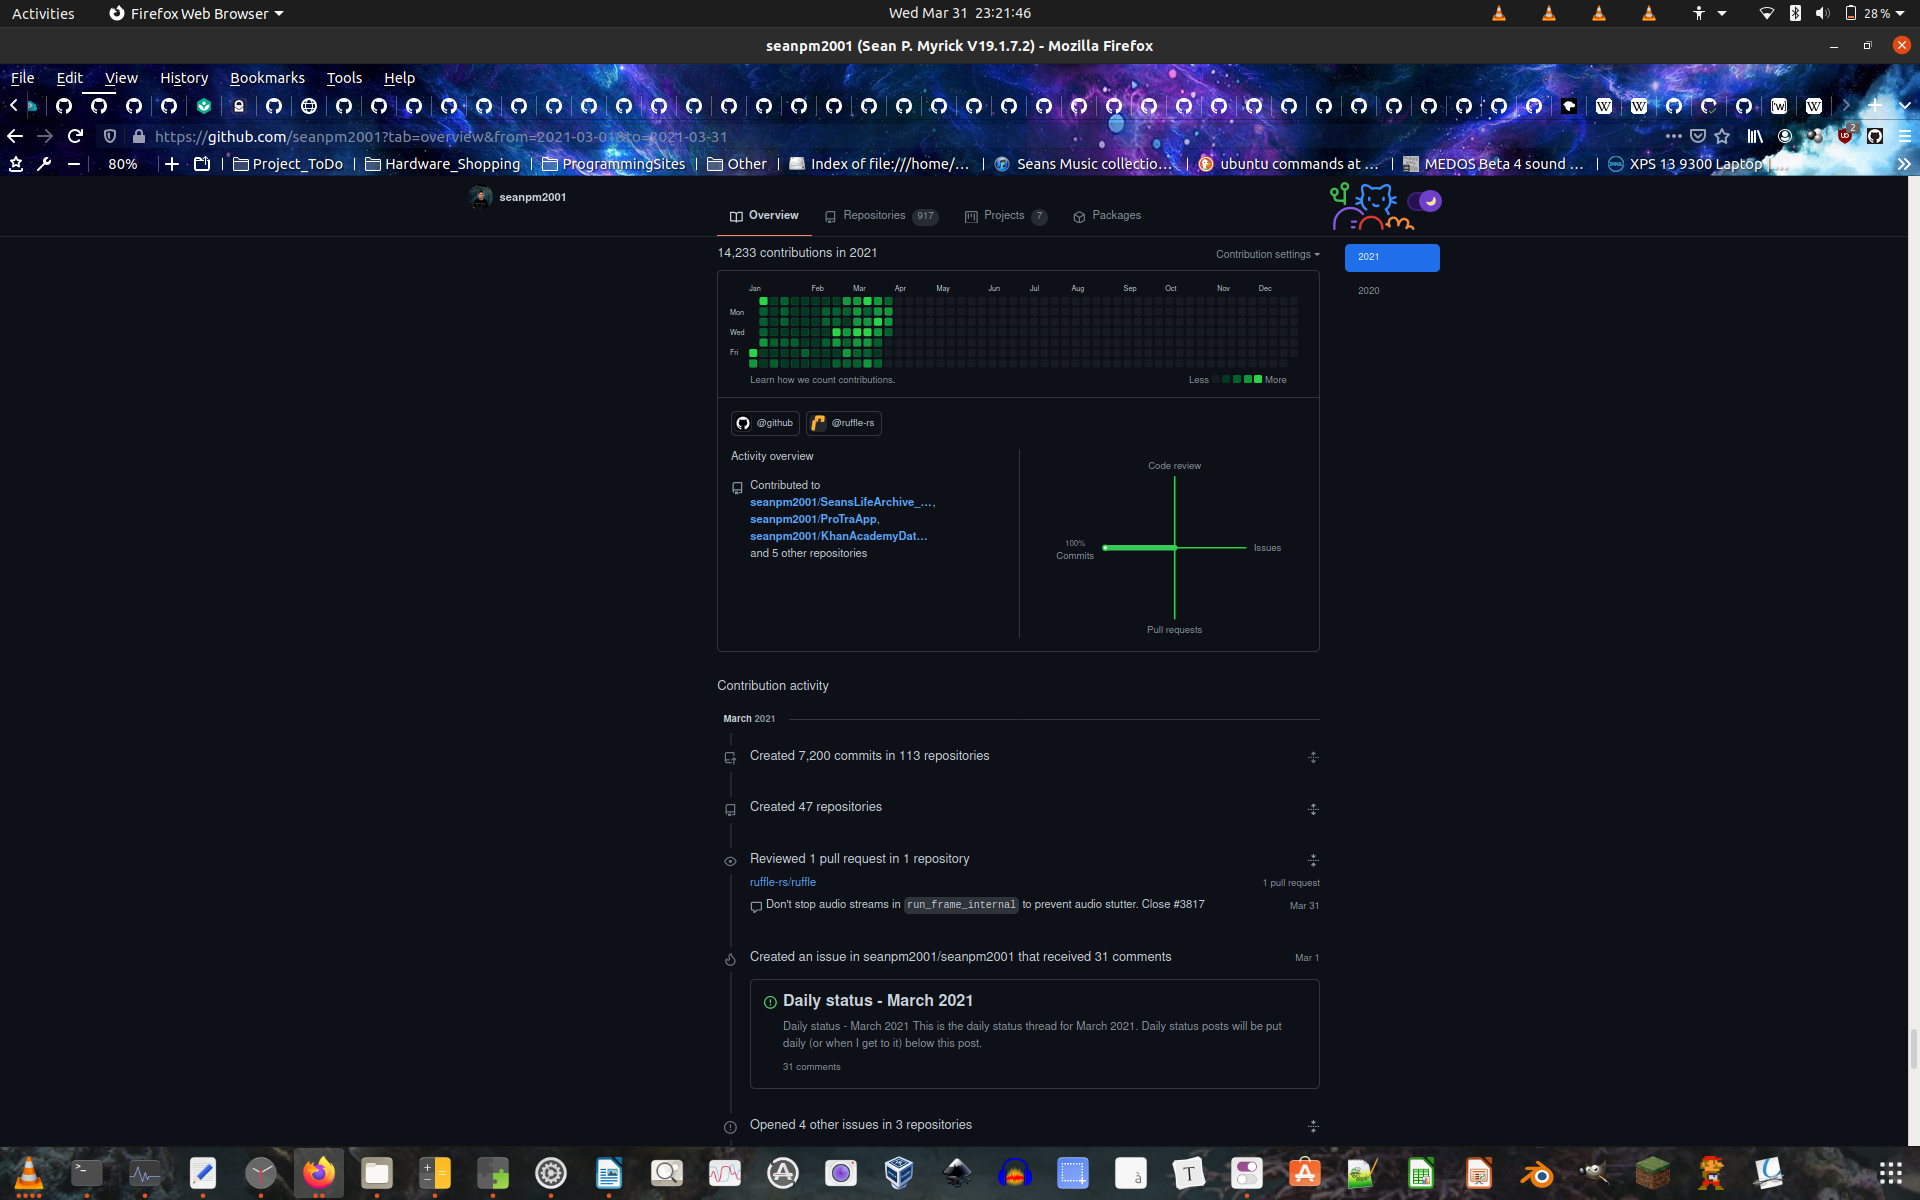 Activities Firefox Web Browser Wed Mar 31 23:21:46 28 %
seanpm2001 (Sean P. Myrick V19.1.7.2) - Mozilla Firefox
File Edit View History Bookmarks Tools Help
https://github.com/seanpm2001?tab=overview&from=2021-03-01&to=2021-03-31
80% Project_ToDo Hardware_Shopping ProgrammingSites Other Index of file:///home/... Seans Music collectio... ubuntu commands at ... MEDOS Beta 4 sound ... XPS 13 9300 Laptop
seanpm2001
Overview Repositories 917 Projects 7 Packages
14,233 contributions in 2021 Contribution settings
2021
2020
Jan Feb Mar Apr May Jun Jul Aug Sep Oct Nov Dec
Mon
Wed
Fri
Learn how we count contributions. Less More
@github @ruffle-rs
Activity overview
Contributed to
seanpm2001/SeansLifeArchive_...,
seanpm2001/ProTraApp,
seanpm2001/KhanAcademyDat...
and 5 other repositories
Code review
100%
Commits
Issues
Pull requests
Contribution activity
March 2021
Created 7,200 commits in 113 repositories
Created 47 repositories
Reviewed 1 pull request in 1 repository
ruffle-rs/ruffle 1 pull request
Don't stop audio streams in run_frame_internal to prevent audio stutter. Close #3817 Mar 31
Created an issue in seanpm2001/seanpm2001 that received 31 comments Mar 1
Daily status - March 2021
Daily status - March 2021 This is the daily status thread for March 2021. Daily status posts will be put
daily (or when I get to it) below this post.
31 comments
Opened 4 other issues in 3 repositories